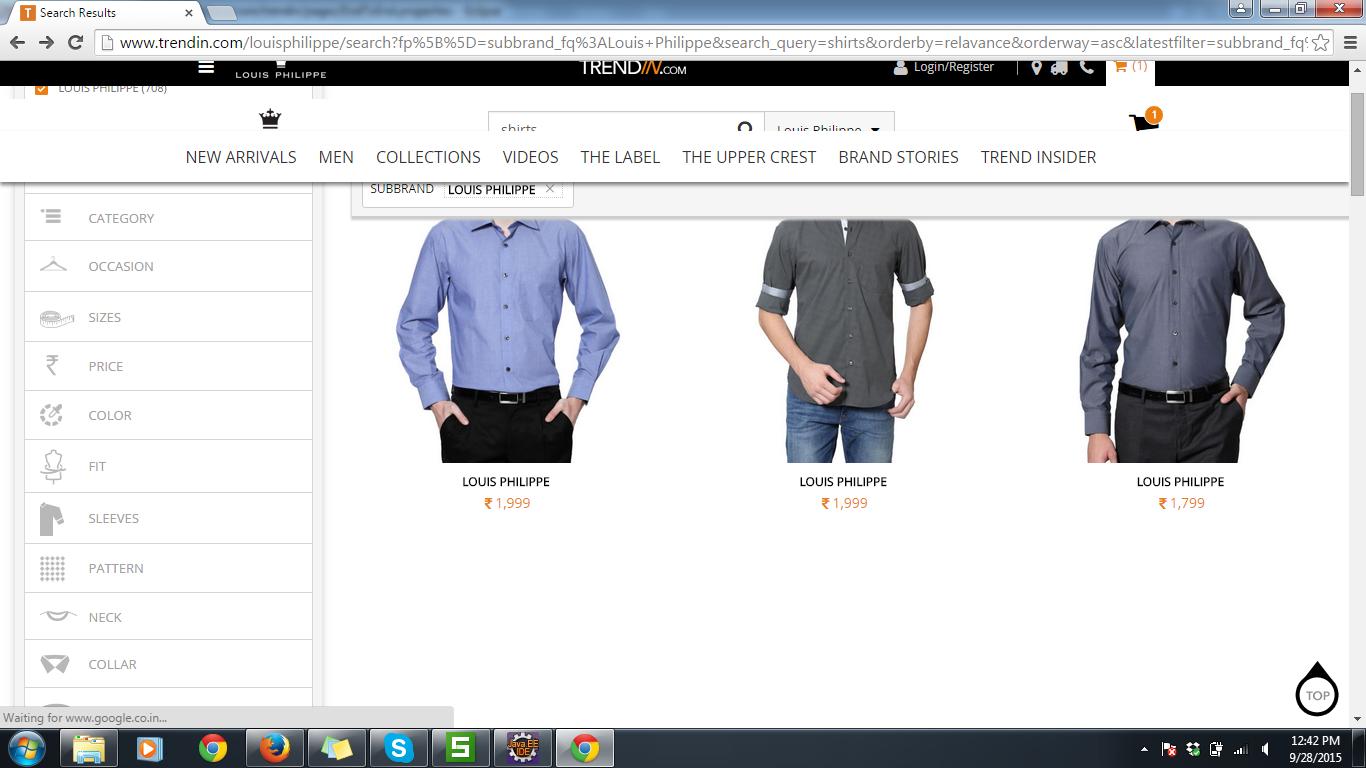 Search Results
www.trendin.com/louisphilippe/search?fp%5B%5D=subbrand_fq%3ALouis+Philippe&search_query=shirts&orderby=relavance&orderway=asc&latestfilter=subbrand_fq
LOUIS PHILIPPE
TRENDIN.COM
Login/Register
(1)
LOUIS PHILIPPE (708)
shirts
Louis Philippe
1
NEW ARRIVALS MEN COLLECTIONS VIDEOS THE LABEL THE UPPER CREST BRAND STORIES TREND INSIDER
SUBBRAND LOUIS PHILIPPE
CATEGORY
OCCASION
SIZES
PRICE
COLOR
FIT
SLEEVES
PATTERN
NECK
COLLAR
LOUIS PHILIPPE
₹ 1,999
LOUIS PHILIPPE
₹ 1,999
LOUIS PHILIPPE
₹ 1,799
TOP
Waiting for www.google.co.in...
S
S
Java EE
IDE
12:42 PM
9/28/2015